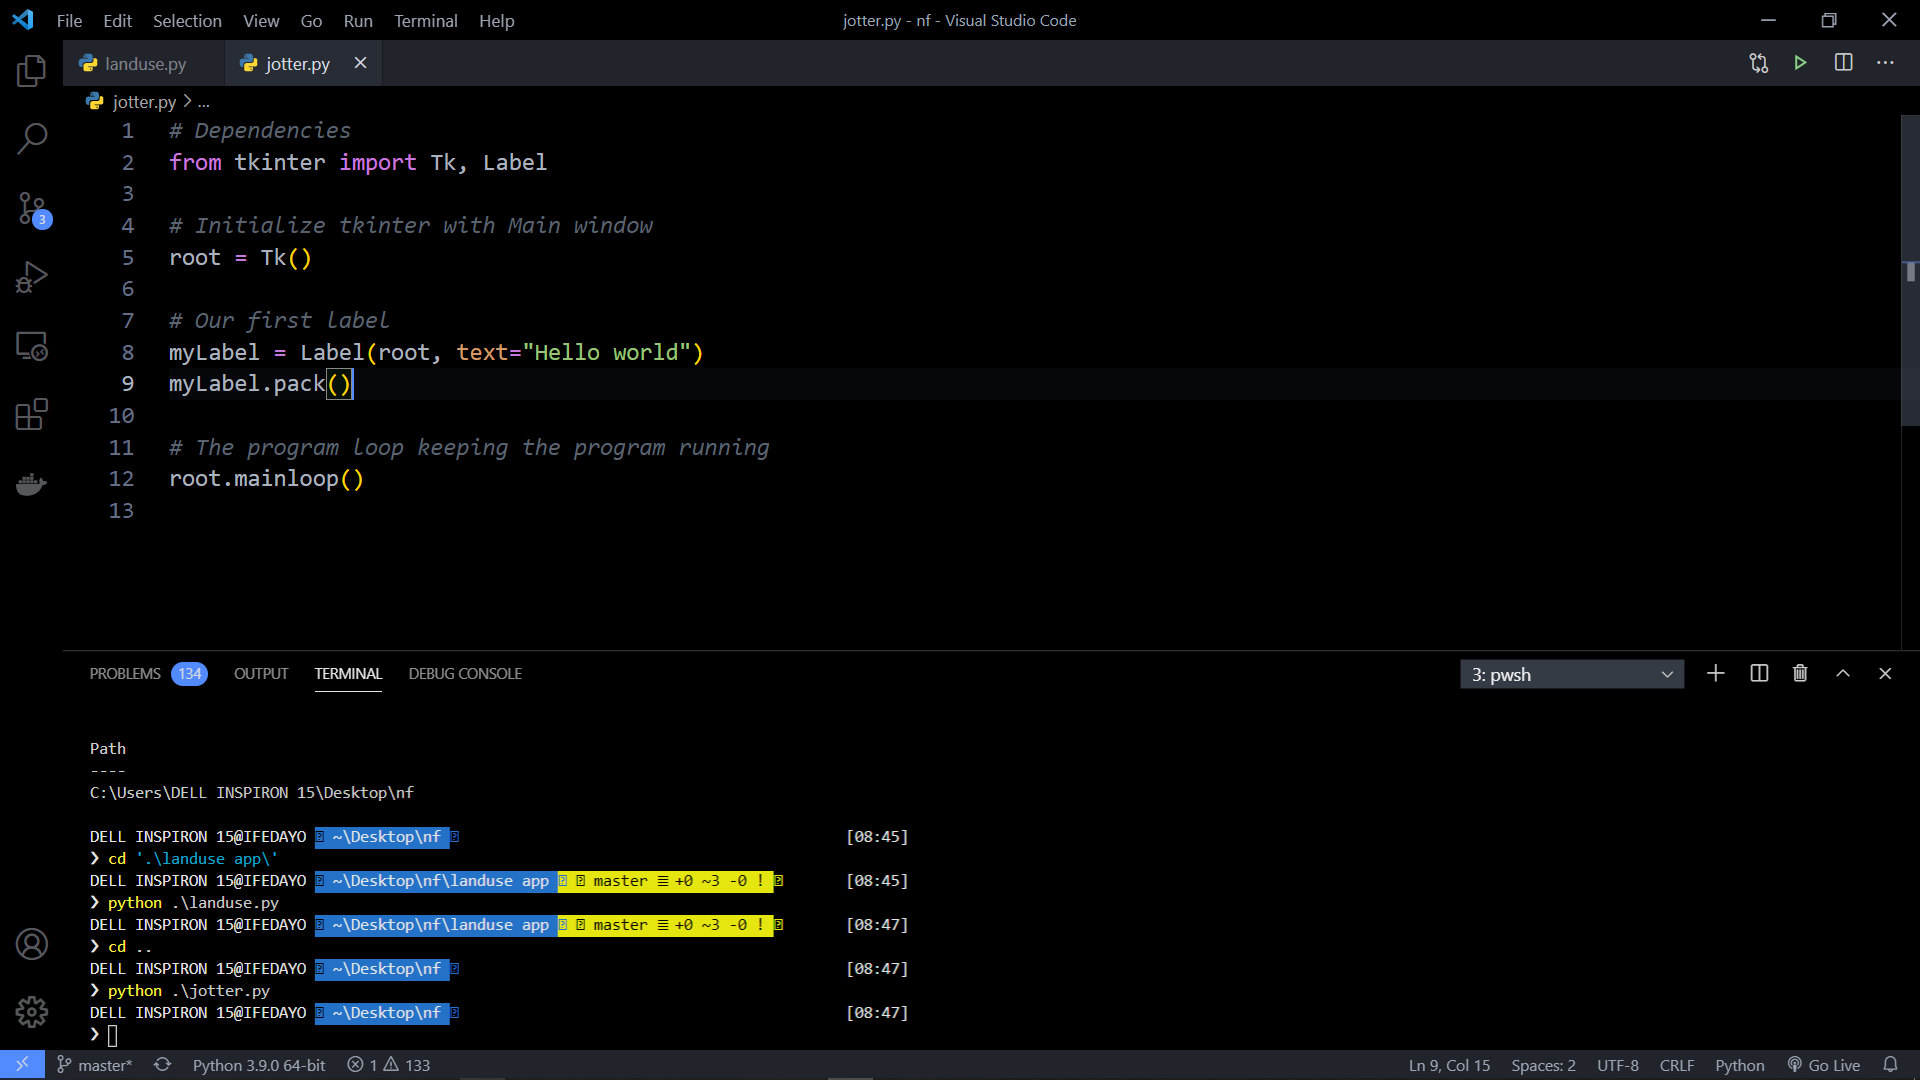 File Edit Selection View Go Run Terminal Help
jotter.py - nf - Visual Studio Code
landuse.py
jotter.py
jotter.py > ...
1 # Dependencies
2 from tkinter import Tk, Label
3
4 # Initialize tkinter with Main window
5 root = Tk()
6
7 # Our first label
8 myLabel = Label(root, text="Hello world")
9 myLabel.pack()
10
11 # The program loop keeping the program running
12 root.mainloop()
13
3
PROBLEMS 134 OUTPUT TERMINAL DEBUG CONSOLE
3: pwsh
Path
----
C:\Users\DELL INSPIRON 15\Desktop\nf
DELL INSPIRON 15@IFEDAYO ~\Desktop\nf [08:45]
❯ cd '.\landuse app\'
DELL INSPIRON 15@IFEDAYO ~\Desktop\nf\landuse app master ≡ +0 ~3 -0 ! [08:45]
❯ python .\landuse.py
DELL INSPIRON 15@IFEDAYO ~\Desktop\nf\landuse app master ≡ +0 ~3 -0 ! [08:47]
❯ cd ..
DELL INSPIRON 15@IFEDAYO ~\Desktop\nf [08:47]
❯ python .\jotter.py
DELL INSPIRON 15@IFEDAYO ~\Desktop\nf [08:47]
❯
master* Python 3.9.0 64-bit 1 133
Ln 9, Col 15 Spaces: 2 UTF-8 CRLF Python Go Live